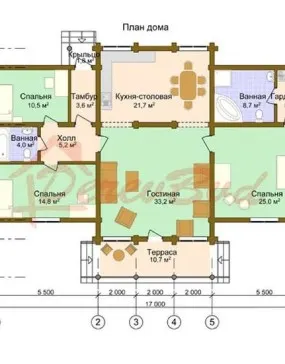 План дома
Крыльцо
1,6 м²
Спальня
10,5 м²
Тамбур
3,6 м²
Кухня-столовая
21,7 м²
Ванная
8,7 м²
Гард
Ванная
4,0 м²
Холл
5,2 м²
Спальня
14,8 м²
Гостиная
33,2 м²
Спальня
25,0 м²
Терраса
10,7 м²
5 500
2 000
2 000
2 000
5 500
17 000
2
3
4
5